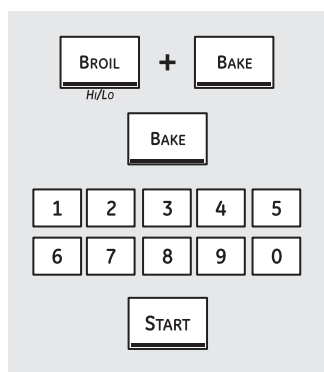 BROIL + BAKE
HI/LO
BAKE
1 2 3 4 5
6 7 8 9 0
START